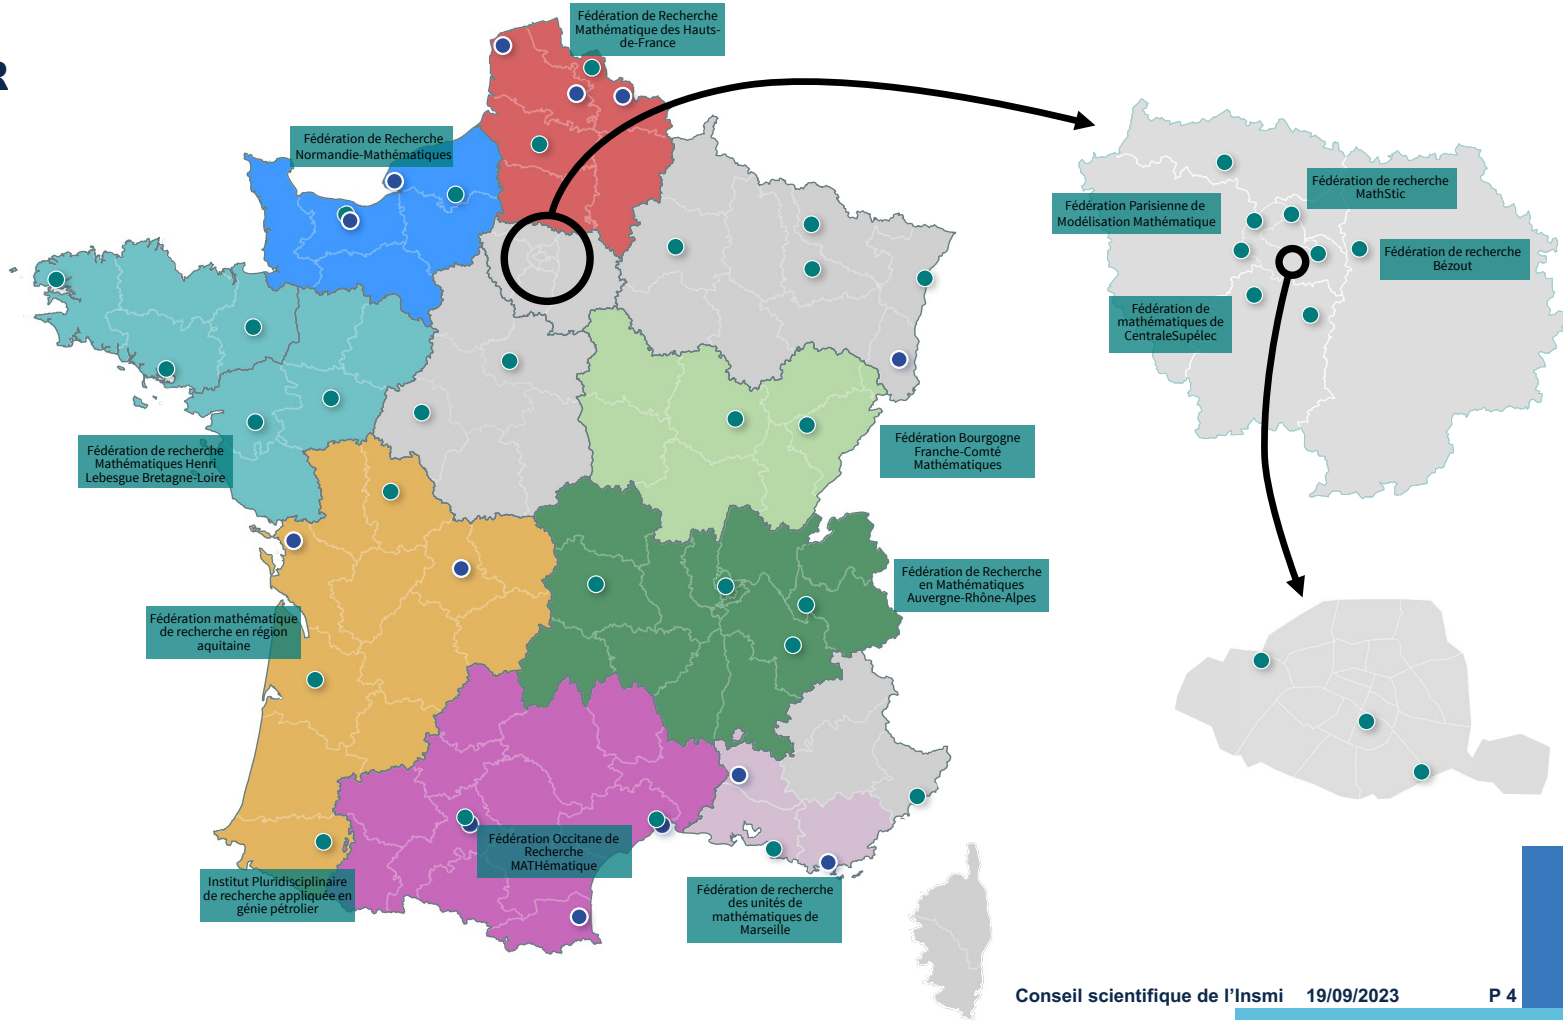 R
Fédération de Recherche
Mathématique des Hauts-
de-France
Fédération de Recherche
Normandie-Mathématiques
Fédération de recherche
MathStic
Fédération Parisienne de
Modélisation Mathématique
Fédération de recherche
Bézout
Fédération de
mathématiques de
CentraleSupélec
Fédération de recherche
Mathématiques Henri
Lebesgue Bretagne-Loire
Fédération Bourgogne
Franche-Comté
Mathématiques
Fédération de Recherche
en Mathématiques
Auvergne-Rhône-Alpes
Fédération mathématique
de recherche en région
aquitaine
Fédération Occitane de
Recherche
MATHématique
Institut Pluridisciplinaire
de recherche appliquée en
génie pétrolier
Fédération de recherche
des unités de
mathématiques de
Marseille
Conseil scientifique de l’Insmi 19/09/2023 P 4